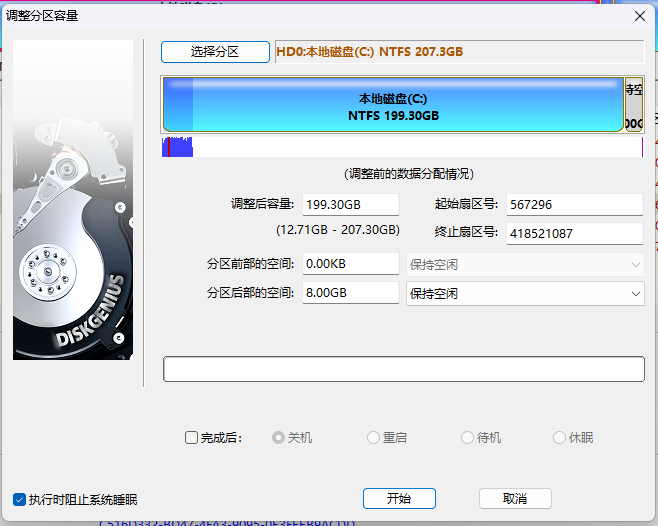 调整分区容量
选择分区
HD0:本地磁盘(C:) NTFS 207.3GB
本地磁盘(C:)
NTFS 199.30GB
(调整前的数据分配情况)
调整后容量: 199.30GB 起始扇区号: 567296
(12.71GB - 207.30GB) 终止扇区号: 418521087
分区前部的空间: 0.00KB 保持空闲
分区后部的空间: 8.00GB 保持空闲
DISKGENIUS
完成后: 关机 重启 待机 休眠
执行时阻止系统睡眠 开始 取消